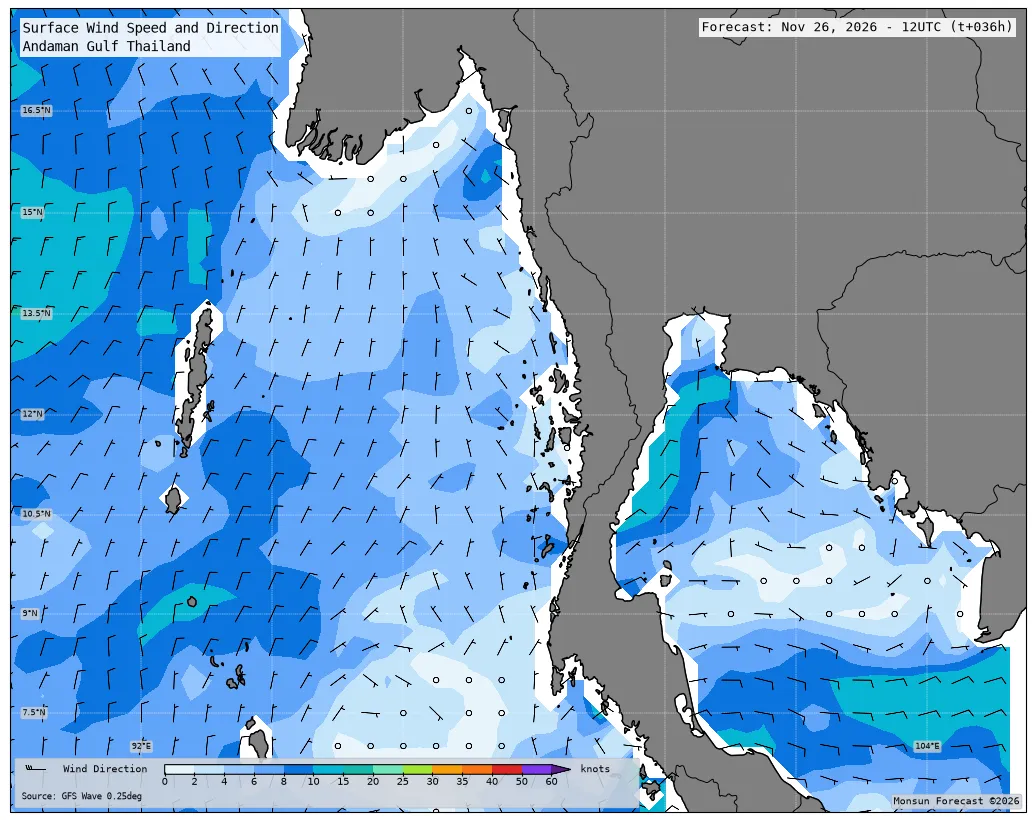 Surface Wind Speed and Direction
Andaman Gulf Thailand
Forecast: Nov 26, 2026 - 12UTC (t+036h)
16.5°N
15°N
13.5°N
12°N
10.5°N
9°N
7.5°N
92°E
104°E
Wind Direction
0 2 4 6 8 10 15 20 25 30 35 40 50 60
knots
Source: GFS Wave 0.25deg
Monsun Forecast ©2026